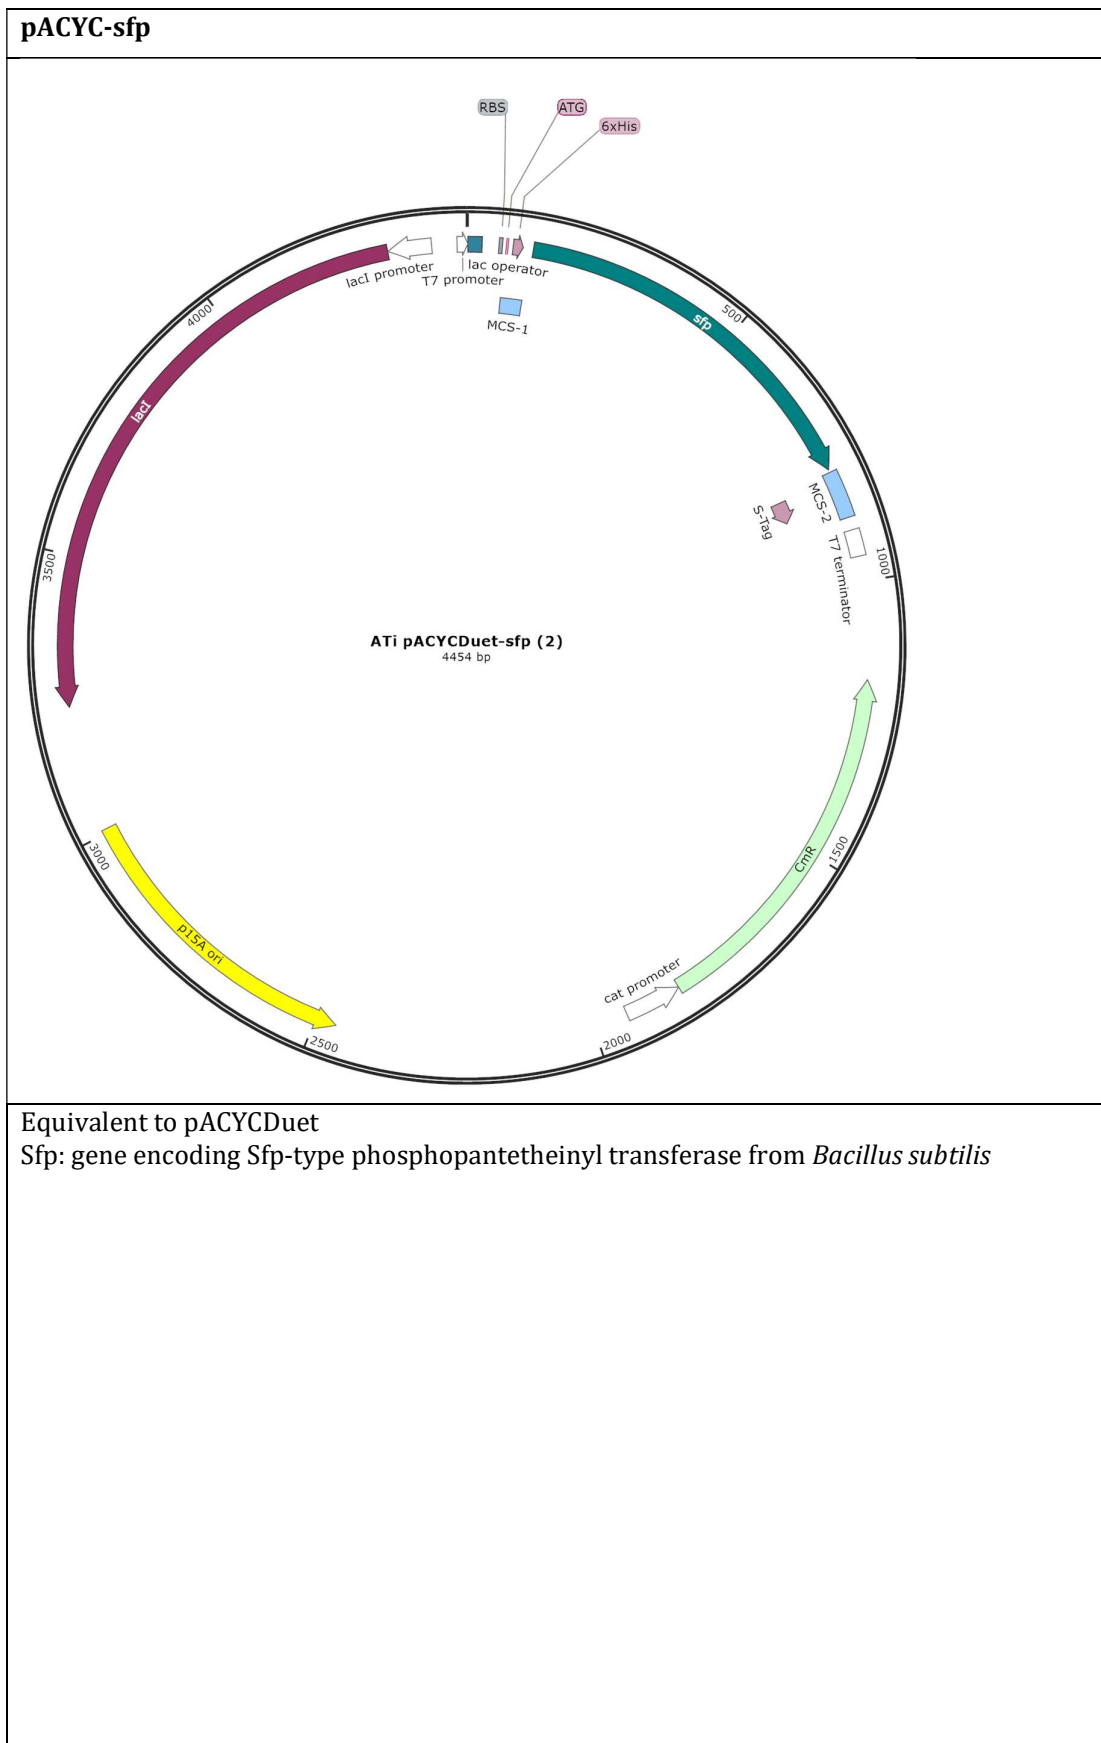 pACYC-sfp
RBS
ATG
6xHis
lacI promoter
T7 promoter
lac operator
MCS-1
4000
lacI
3500
500
sfp
MCS-2
S-Tag
T7 terminator
1000
ATi pACYCDuet-sfp (2)
4454 bp
CmR
1500
cat promoter
2000
2500
p15A ori
3000
Equivalent to pACYCDuet
Sfp: gene encoding Sfp-type phosphopantetheinyl transferase from Bacillus subtilis